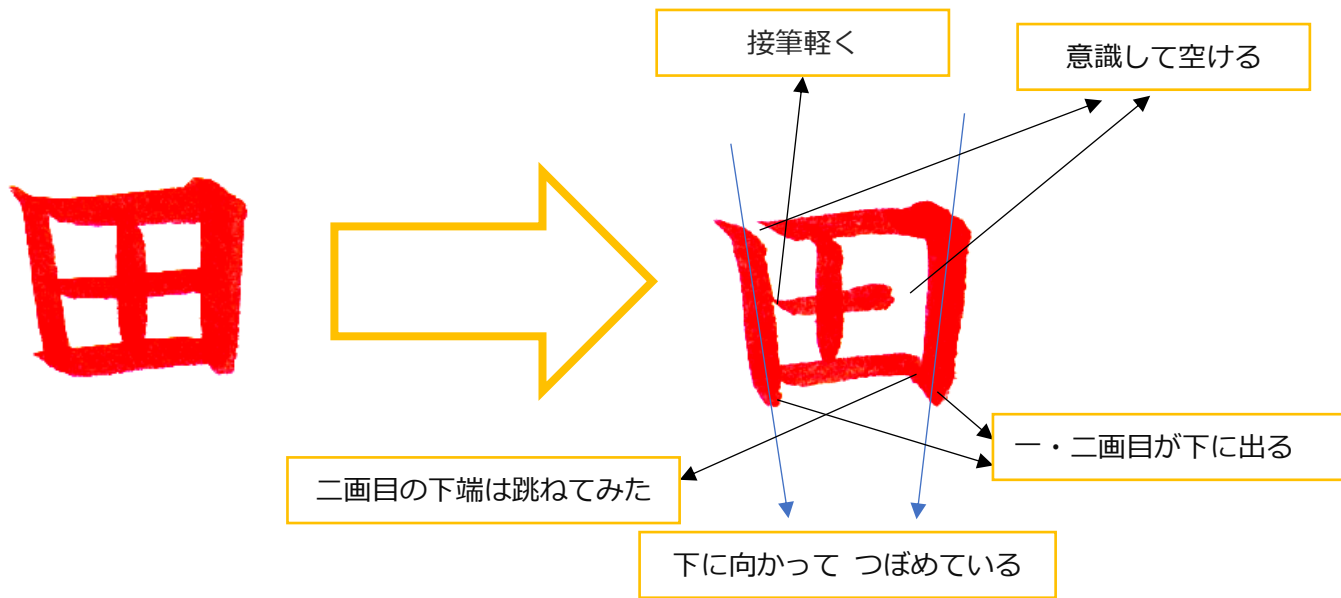 接筆軽く
意識して空ける
田
田
一・二画目が下に出る
二画目の下端は跳ねてみた
下に向かって つぼめている